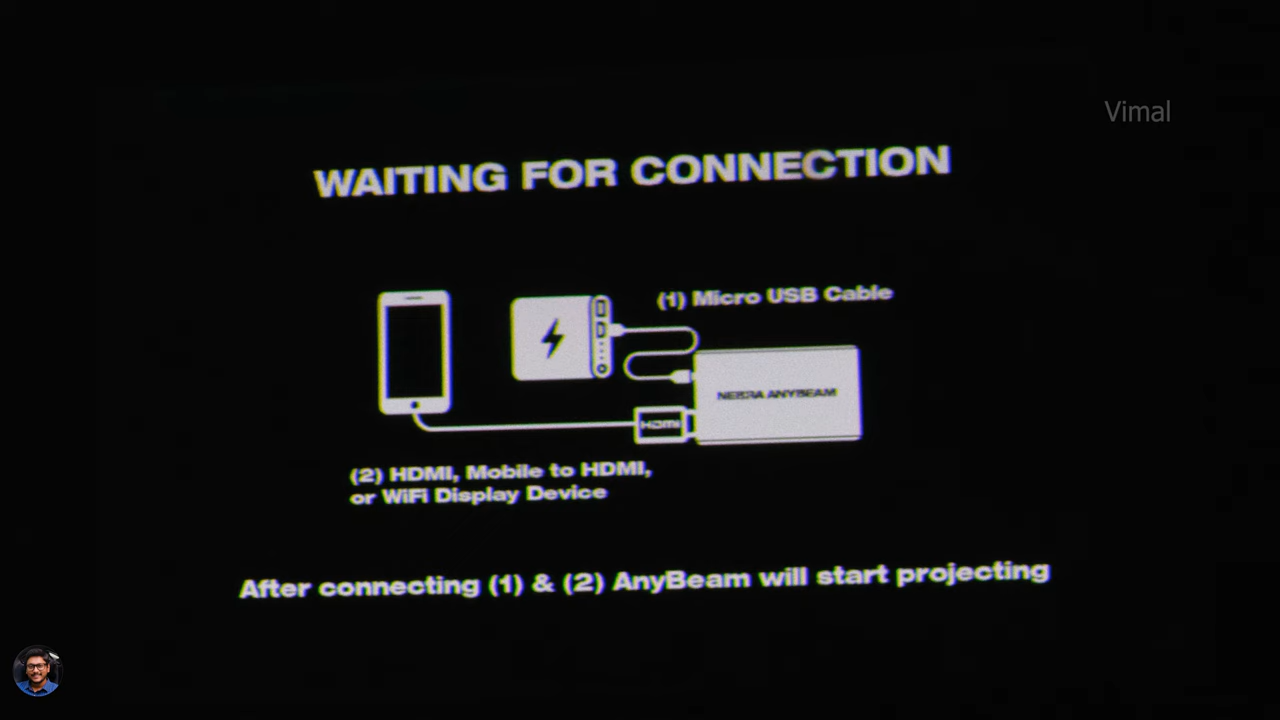 Vimal
WAITING FOR CONNECTION
(1) Micro USB Cable
NEBRA ANYBEAM
HDMI
(2) HDMI, Mobile to HDMI,
or WiFi Display Device
After connecting (1) & (2) AnyBeam will start projecting